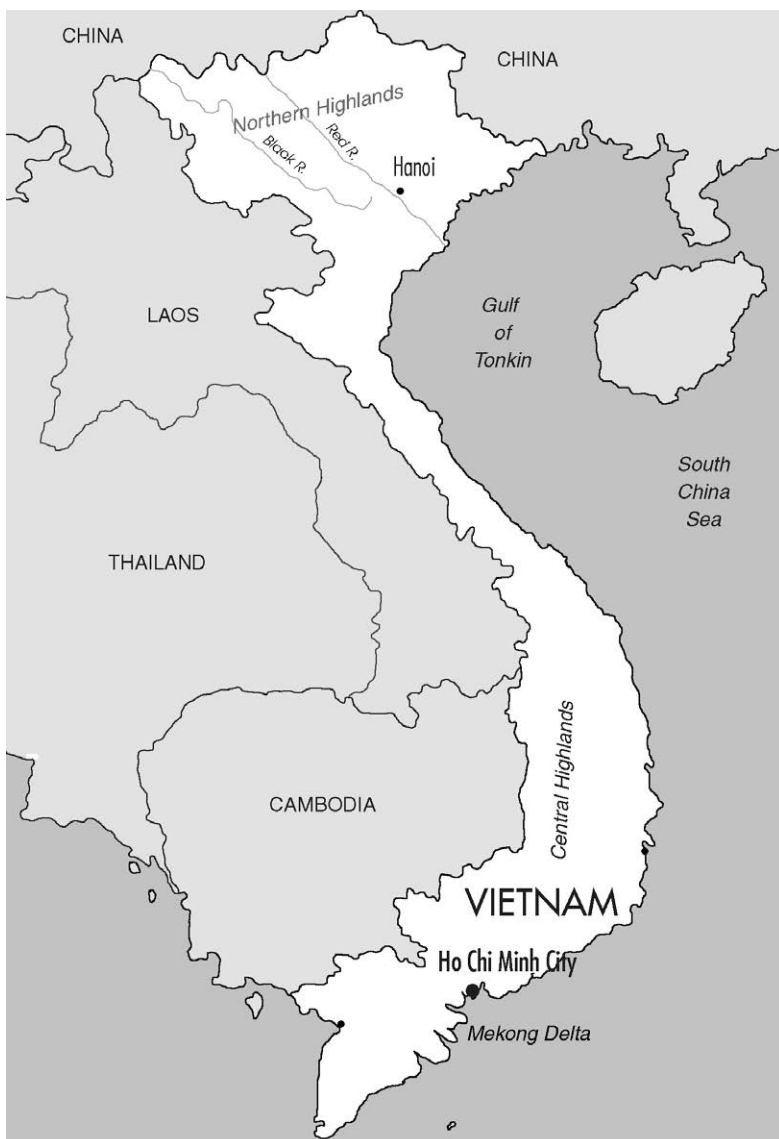 CHINA
CHINA
Northern Highlands
Red R.
Black R.
Hanoi
LAOS
Gulf
of
Tonkin
South
China
Sea
THAILAND
CAMBODIA
Central Highlands
VIETNAM
Ho Chi Minh City
Mekong Delta